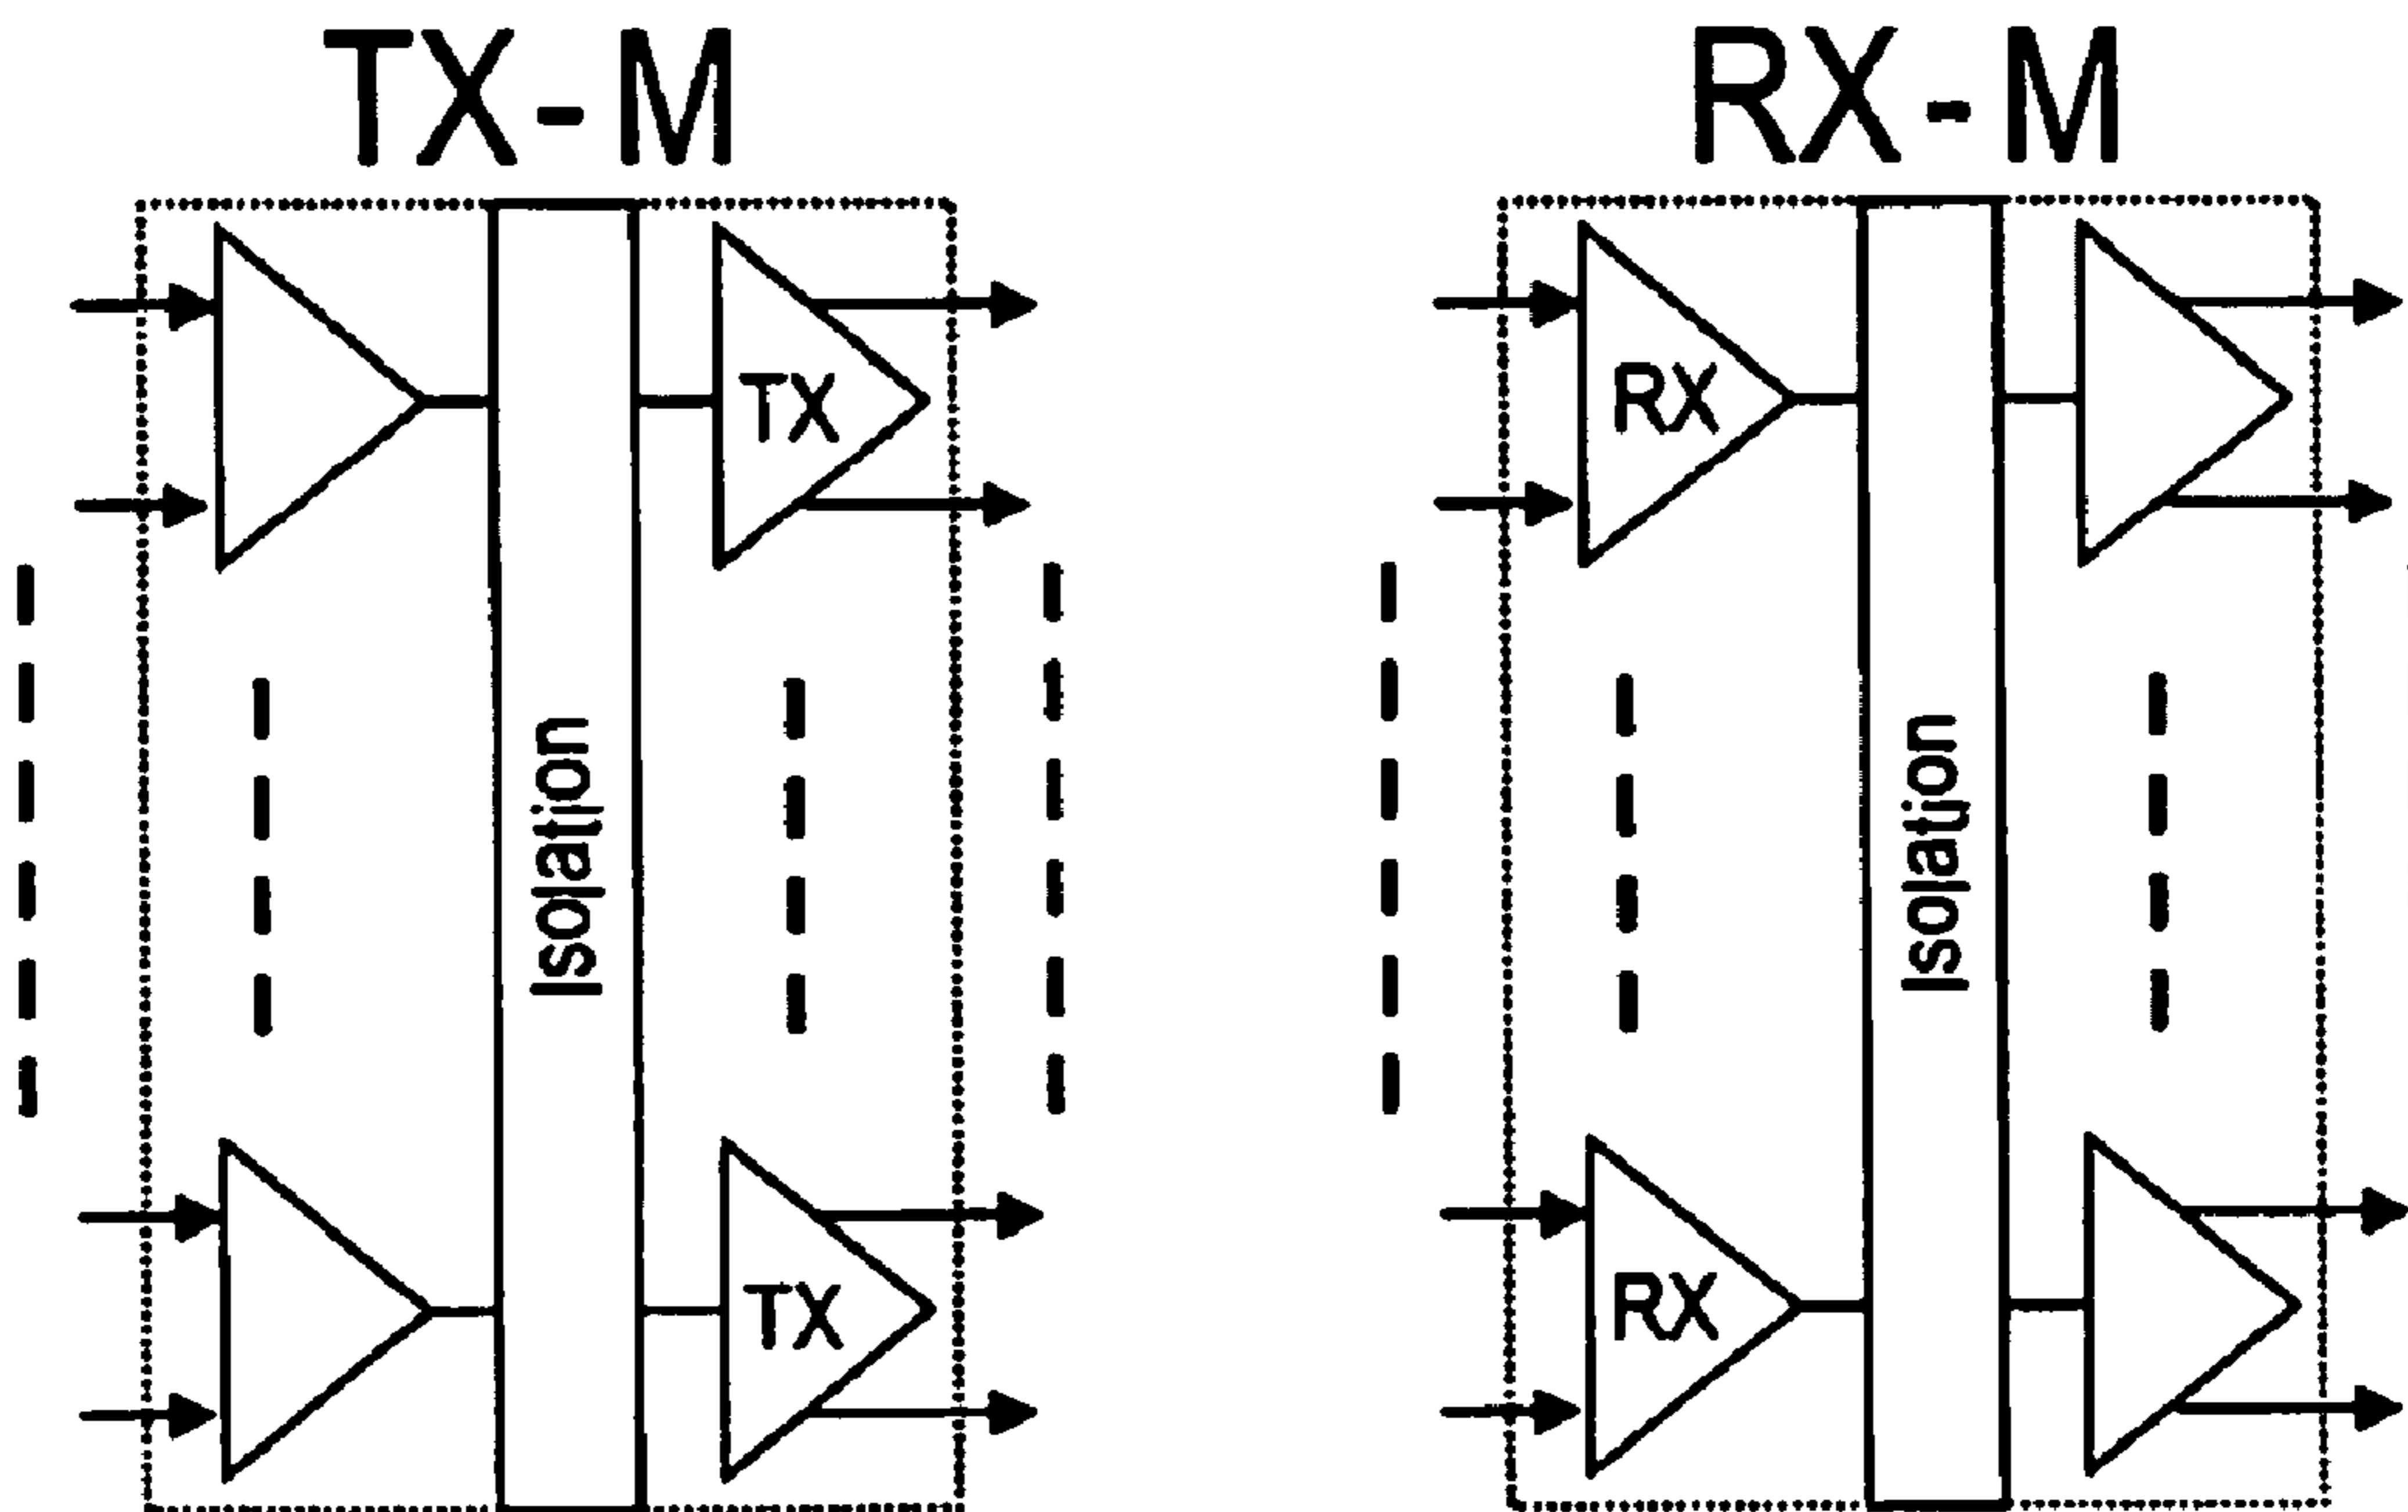 TX-M
RX-M
TX
RX
Isolation
Isolation
TX
RX